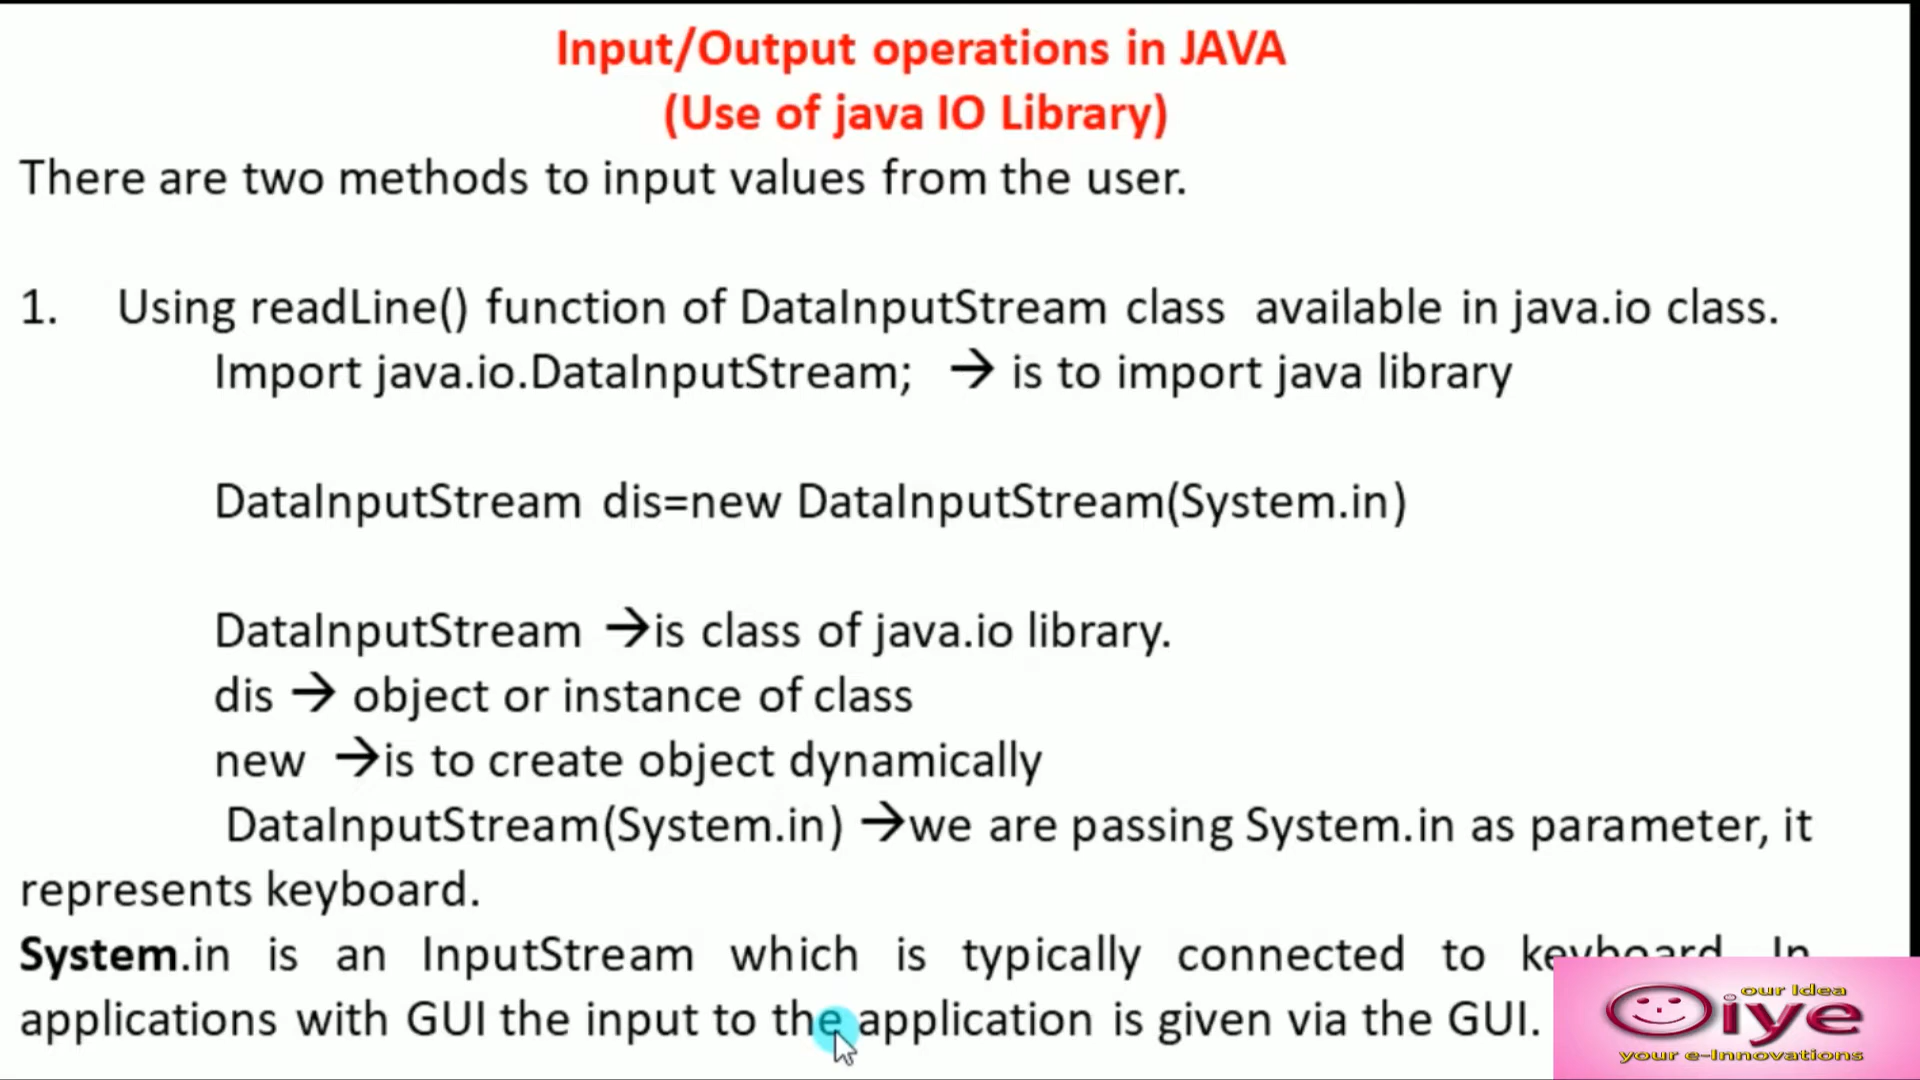 Input/Output operations in JAVA
(Use of java IO Library)
There are two methods to input values from the user.
1. Using readLine() function of DataInputStream class available in java.io class.
Import java.io.DataInputStream; → is to import java library
DataInputStream dis=new DataInputStream(System.in)
DataInputStream →is class of java.io library.
dis → object or instance of class
new →is to create object dynamically
DataInputStream(System.in) →we are passing System.in as parameter, it
represents keyboard.
System.in is an InputStream which is typically connected to keyboard. In
applications with GUI the input to the application is given via the GUI.
our Idea
Oiye
your e-Innovations